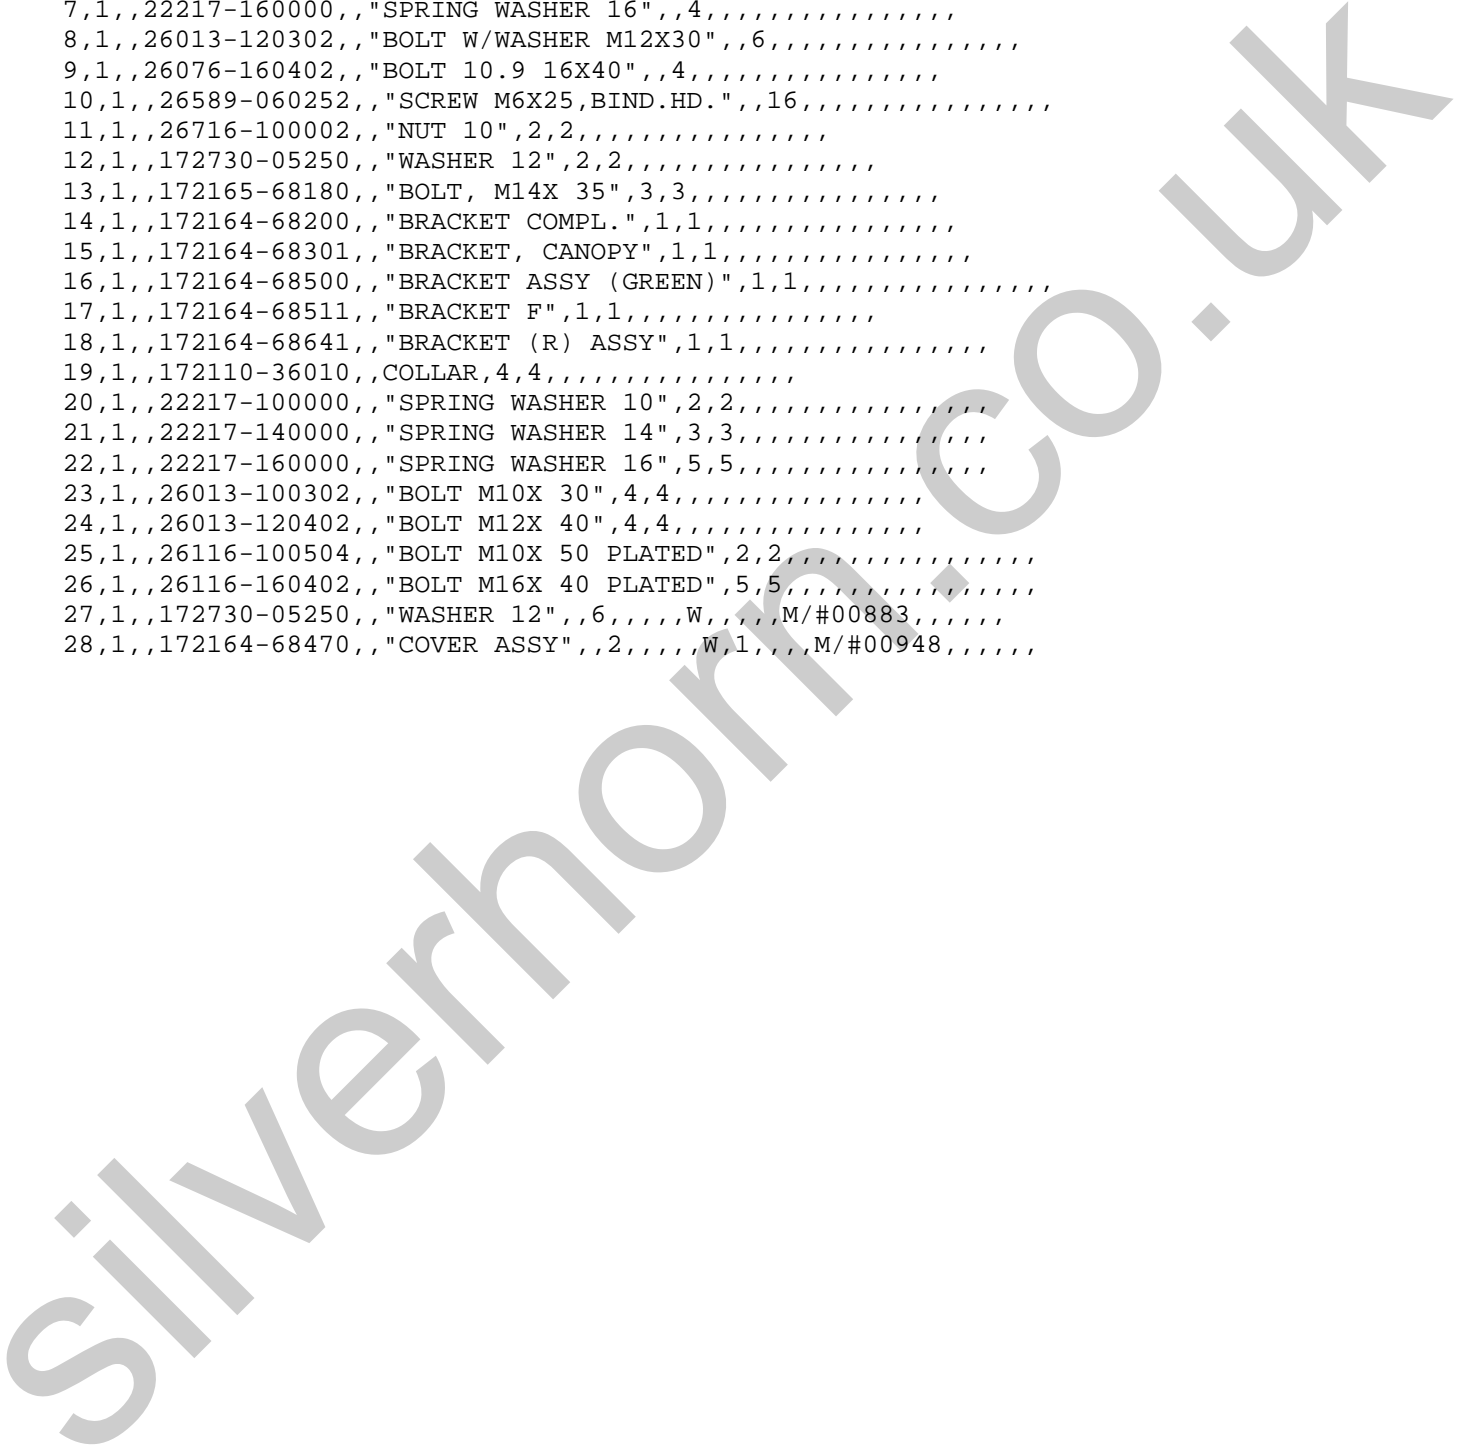 7,1,,22217-160000,,"SPRING WASHER 16",,4,,,,,,,,,,,,,,,,
8,1,,26013-120302,,"BOLT W/WASHER M12X30",,6,,,,,,,,,,,,,,,,
9,1,,26076-160402,,"BOLT 10.9 16X40",,4,,,,,,,,,,,,,,,,
10,1,,26589-060252,,"SCREW M6X25,BIND.HD.",,16,,,,,,,,,,,,,,,,
11,1,,26716-100002,,"NUT 10",2,2,,,,,,,,,,,,,,,,
12,1,,172730-05250,,"WASHER 12",2,2,,,,,,,,,,,,,,,,
13,1,,172165-68180,,"BOLT, M14X 35",3,3,,,,,,,,,,,,,,,,
14,1,,172164-68200,,"BRACKET COMPL.",1,1,,,,,,,,,,,,,,,,
15,1,,172164-68301,,"BRACKET, CANOPY",1,1,,,,,,,,,,,,,,,,
16,1,,172164-68500,,"BRACKET ASSY (GREEN)",1,1,,,,,,,,,,,,,,,,
17,1,,172164-68511,,"BRACKET F",1,1,,,,,,,,,,,,,,,,
18,1,,172164-68641,,"BRACKET (R) ASSY",1,1,,,,,,,,,,,,,,,,
19,1,,172110-36010,,COLLAR,4,4,,,,,,,,,,,,,,,,
20,1,,22217-100000,,"SPRING WASHER 10",2,2,,,,,,,,,,,,,,,,
21,1,,22217-140000,,"SPRING WASHER 14",3,3,,,,,,,,,,,,,,,,
22,1,,22217-160000,,"SPRING WASHER 16",5,5,,,,,,,,,,,,,,,,
23,1,,26013-100302,,"BOLT M10X 30",4,4,,,,,,,,,,,,,,,,
24,1,,26013-120402,,"BOLT M12X 40",4,4,,,,,,,,,,,,,,,,
25,1,,26116-100504,,"BOLT M10X 50 PLATED",2,2,,,,,,,,,,,,,,,,
26,1,,26116-160402,,"BOLT M16X 40 PLATED",5,5,,,,,,,,,,,,,,,,
27,1,,172730-05250,,"WASHER 12",,6,,,,,W,,,,,M/#00883,,,,,,
28,1,,172164-68470,,"COVER ASSY",,2,,,,,W,1,,,,M/#00948,,,,,,
silverhorn.co.uk